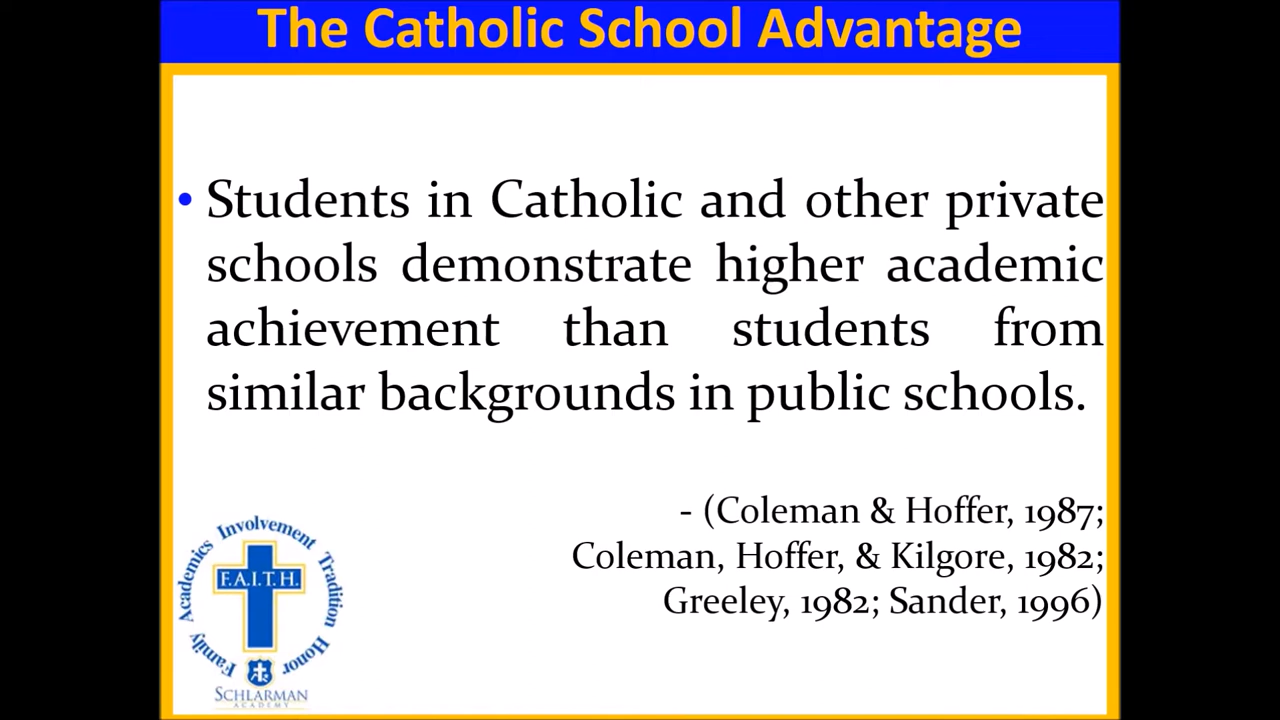 The Catholic School Advantage
• Students in Catholic and other private
schools demonstrate higher academic
achievement than students from
similar backgrounds in public schools.
- (Coleman & Hoffer, 1987;
Coleman, Hoffer, & Kilgore, 1982;
Greeley, 1982; Sander, 1996)
Family Academics Involvement Tradition Honor
F.A.I.T.H.
SCHLARMAN
ACADEMY